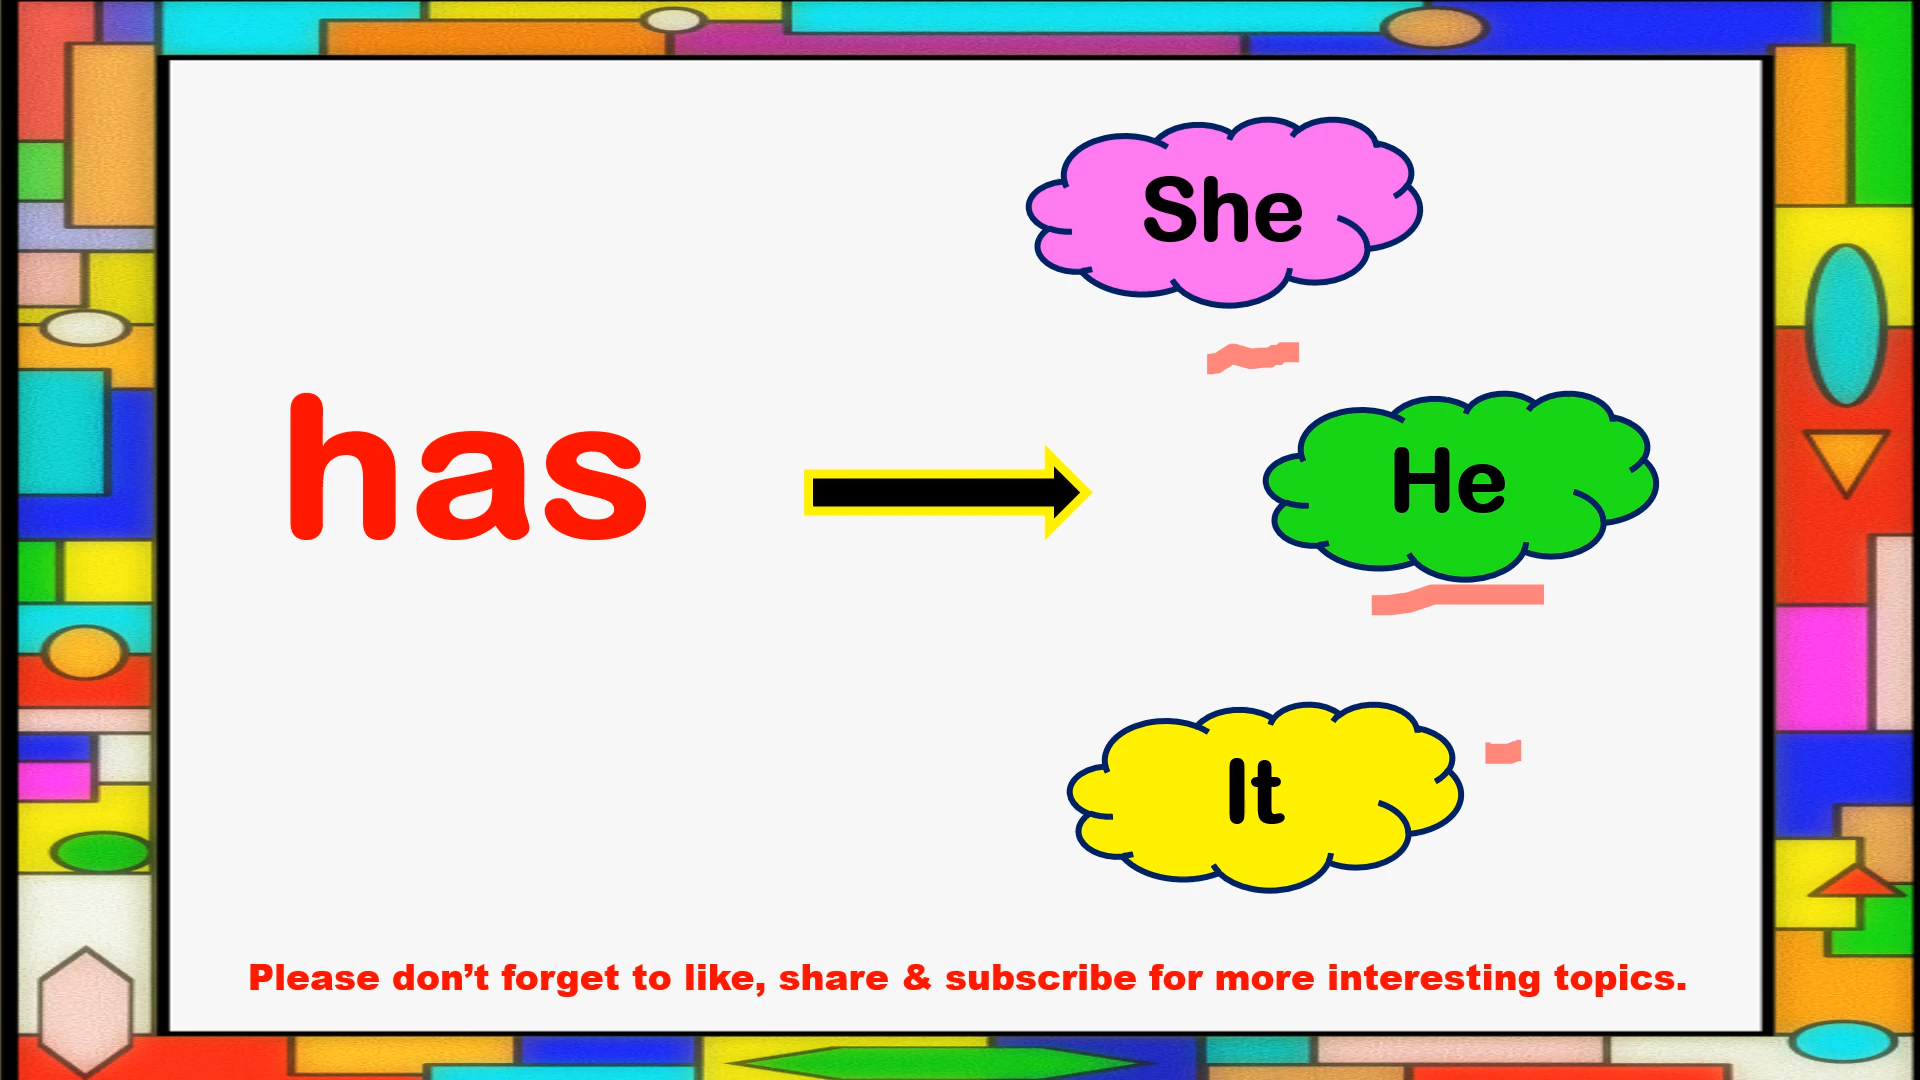 She
has
He
It
Please don’t forget to like, share & subscribe for more interesting topics.